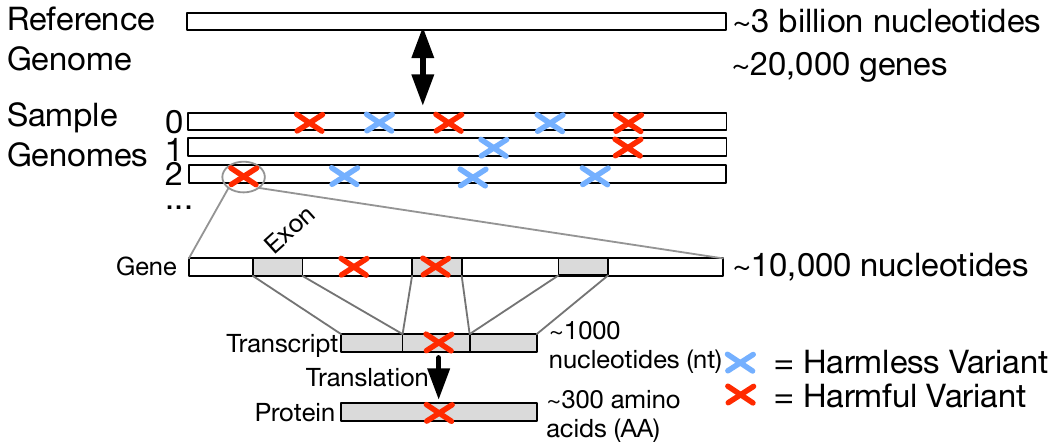 Reference
Genome
~3 billion nucleotides
~20,000 genes
Sample
Genomes
0
1
2
...
Exon
Gene
~10,000 nucleotides
Transcript
~1000
nucleotides (nt)
Translation
Protein
~300 amino
acids (AA)
= Harmless Variant
= Harmful Variant